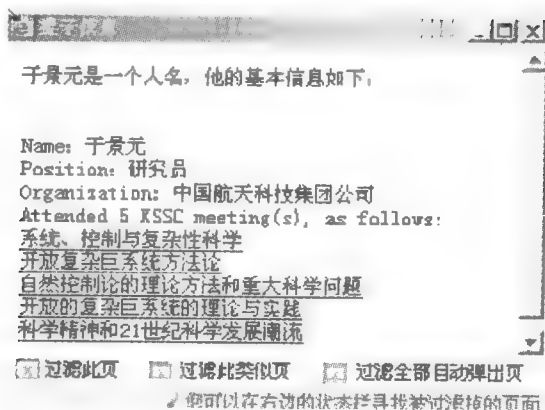 于景元是一个人名，他的基本信息如下：
Name: 于景元
Position: 研究员
Organization: 中国航天科技集团公司
Attended 5 KSSC meeting(s), as follows:
系统、控制与复杂性科学
开放复杂巨系统方法论
自然控制论的理论方法和重大科学问题
开放的复杂巨系统的理论与实践
科学精神和21世纪科学发展潮流
过滤此页 过滤此类似页 过滤全部自动弹出页
您可以在右边的状态栏寻找被过滤掉的页面